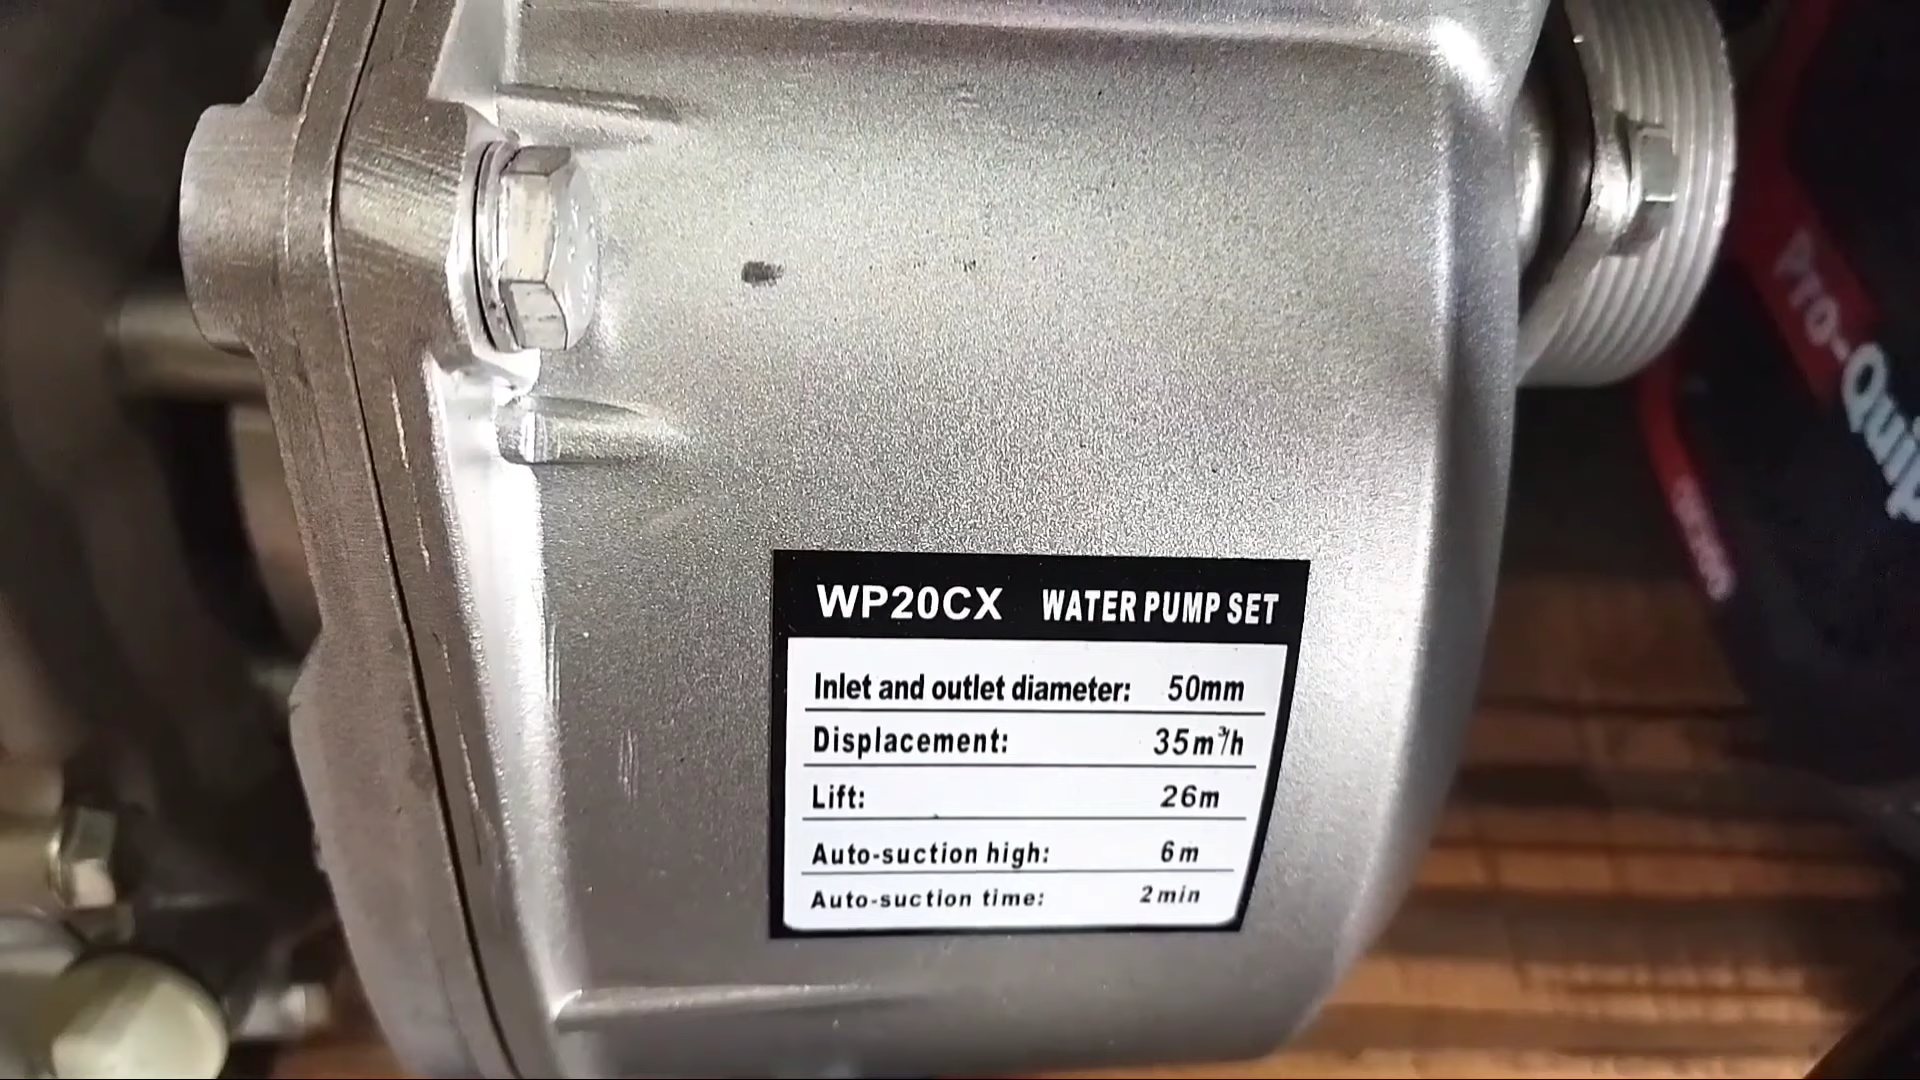 WP20CX WATER PUMP SET
Inlet and outlet diameter: 50mm
Displacement: 35m³/h
Lift: 26m
Auto-suction high: 6m
Auto-suction time: 2min
Pro-Quip